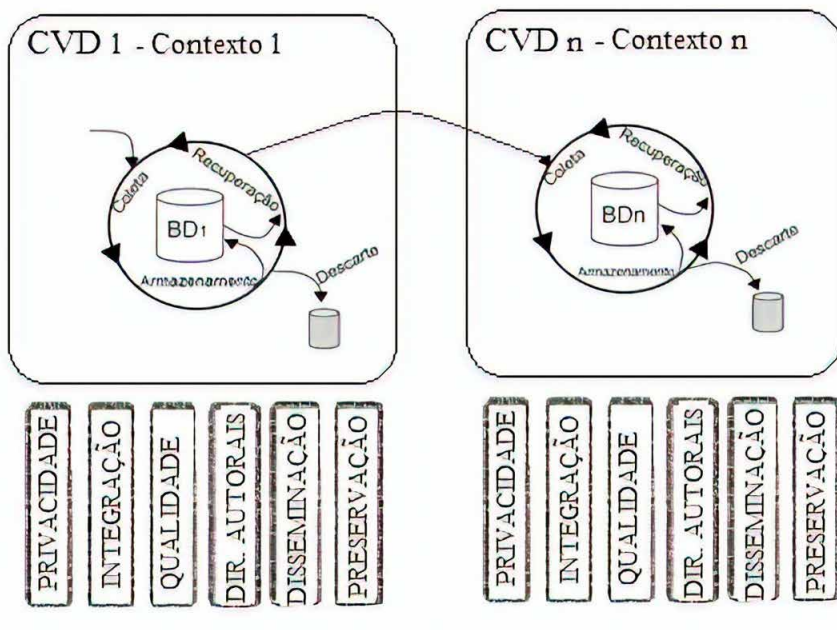 CVD 1 - Contexto 1
Coleta
Recuperação
BD1
Armazenamento
Descarte
CVD n - Contexto n
Coleta
Recuperação
BDn
Armazenamento
Descarte
PRIVACIDADE
INTEGRAÇÃO
QUALIDADE
DIR. AUTORAIS
DISSEMINAÇÃO
PRESERVAÇÃO
PRIVACIDADE
INTEGRAÇÃO
QUALIDADE
DIR. AUTORAIS
DISSEMINAÇÃO
PRESERVAÇÃO